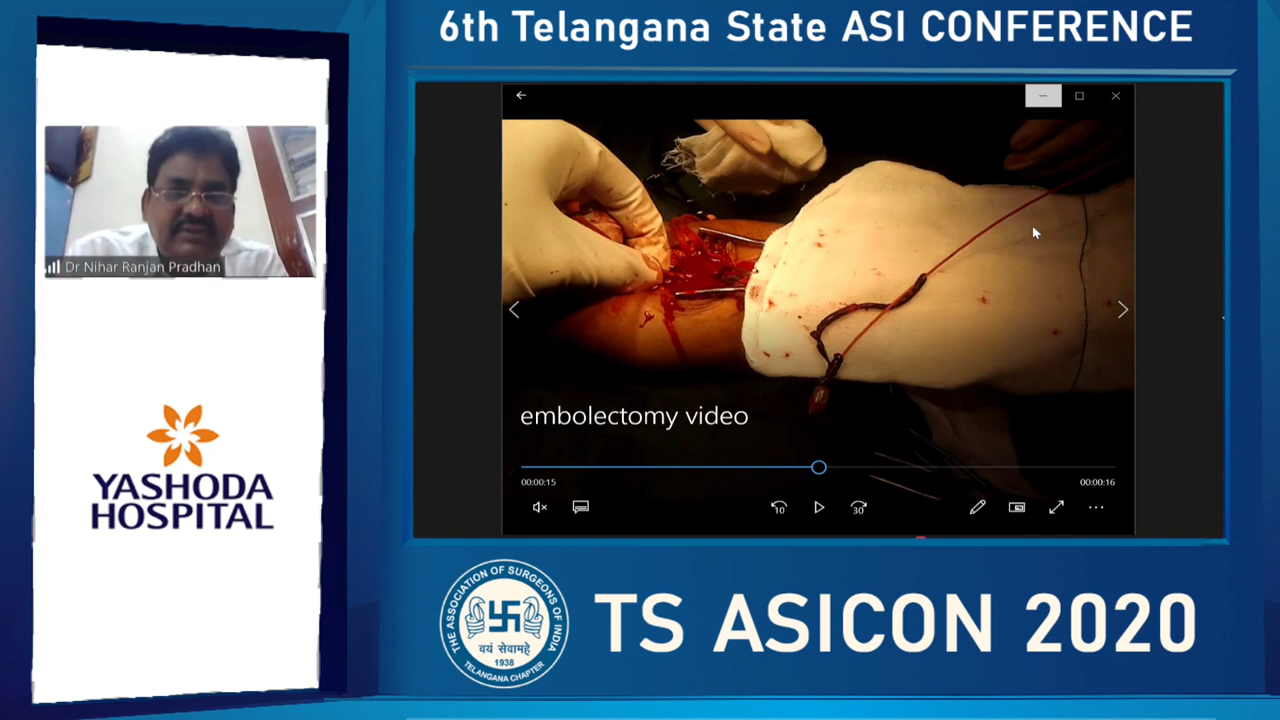 6th Telangana State ASI CONFERENCE
Dr Nihar Ranjan Pradhan
embolectomy video
00:00:15
00:00:16
10
30
YASHODA
HOSPITAL
THE ASSOCIATION OF SURGEONS OF INDIA
वयं सेवामहे
1938
TELANGANA CHAPTER
TS ASICON 2020